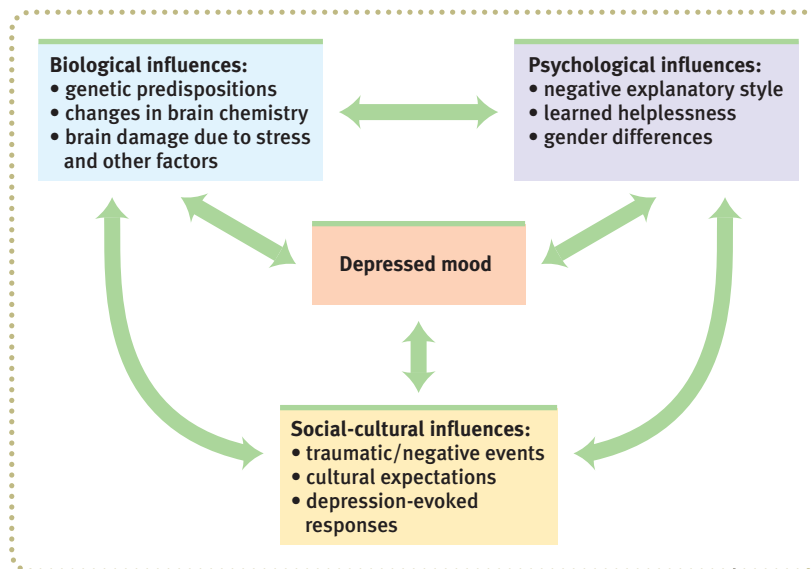 Biological influences:
• genetic predispositions
• changes in brain chemistry
• brain damage due to stress
and other factors
Psychological influences:
• negative explanatory style
• learned helplessness
• gender differences
Depressed mood
Social-cultural influences:
• traumatic/negative events
• cultural expectations
• depression-evoked
responses